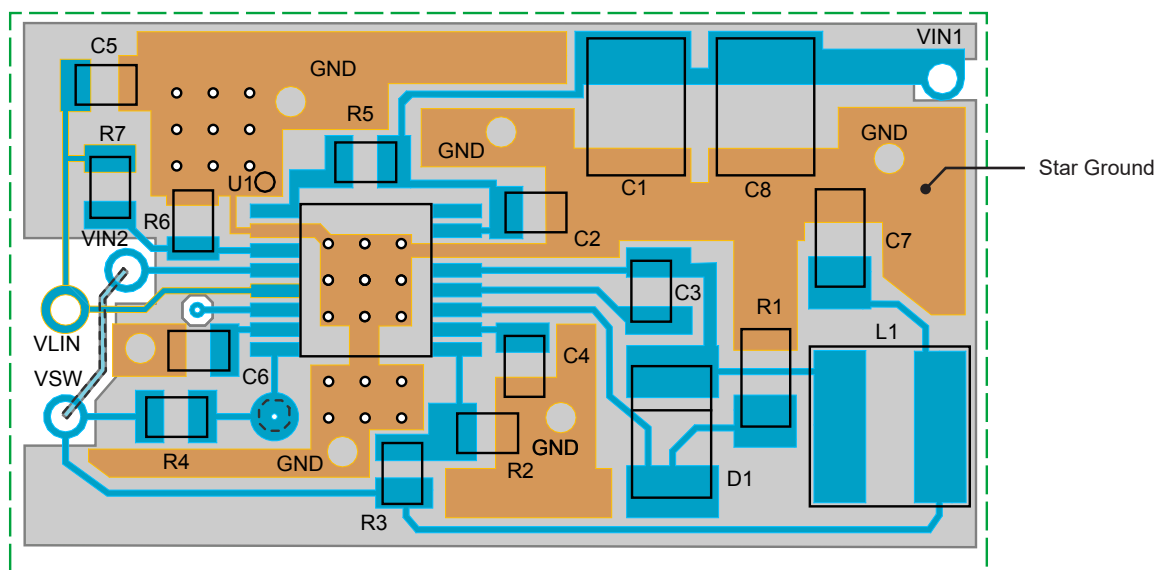 VIN1
C5
GND
R5
GND
R7
GND
Star Ground
U1
C1
C8
R6
VIN2
C2
C7
C3
R1
VLIN
L1
C4
VSW
C6
R4
GND
R2
GND
D1
R3